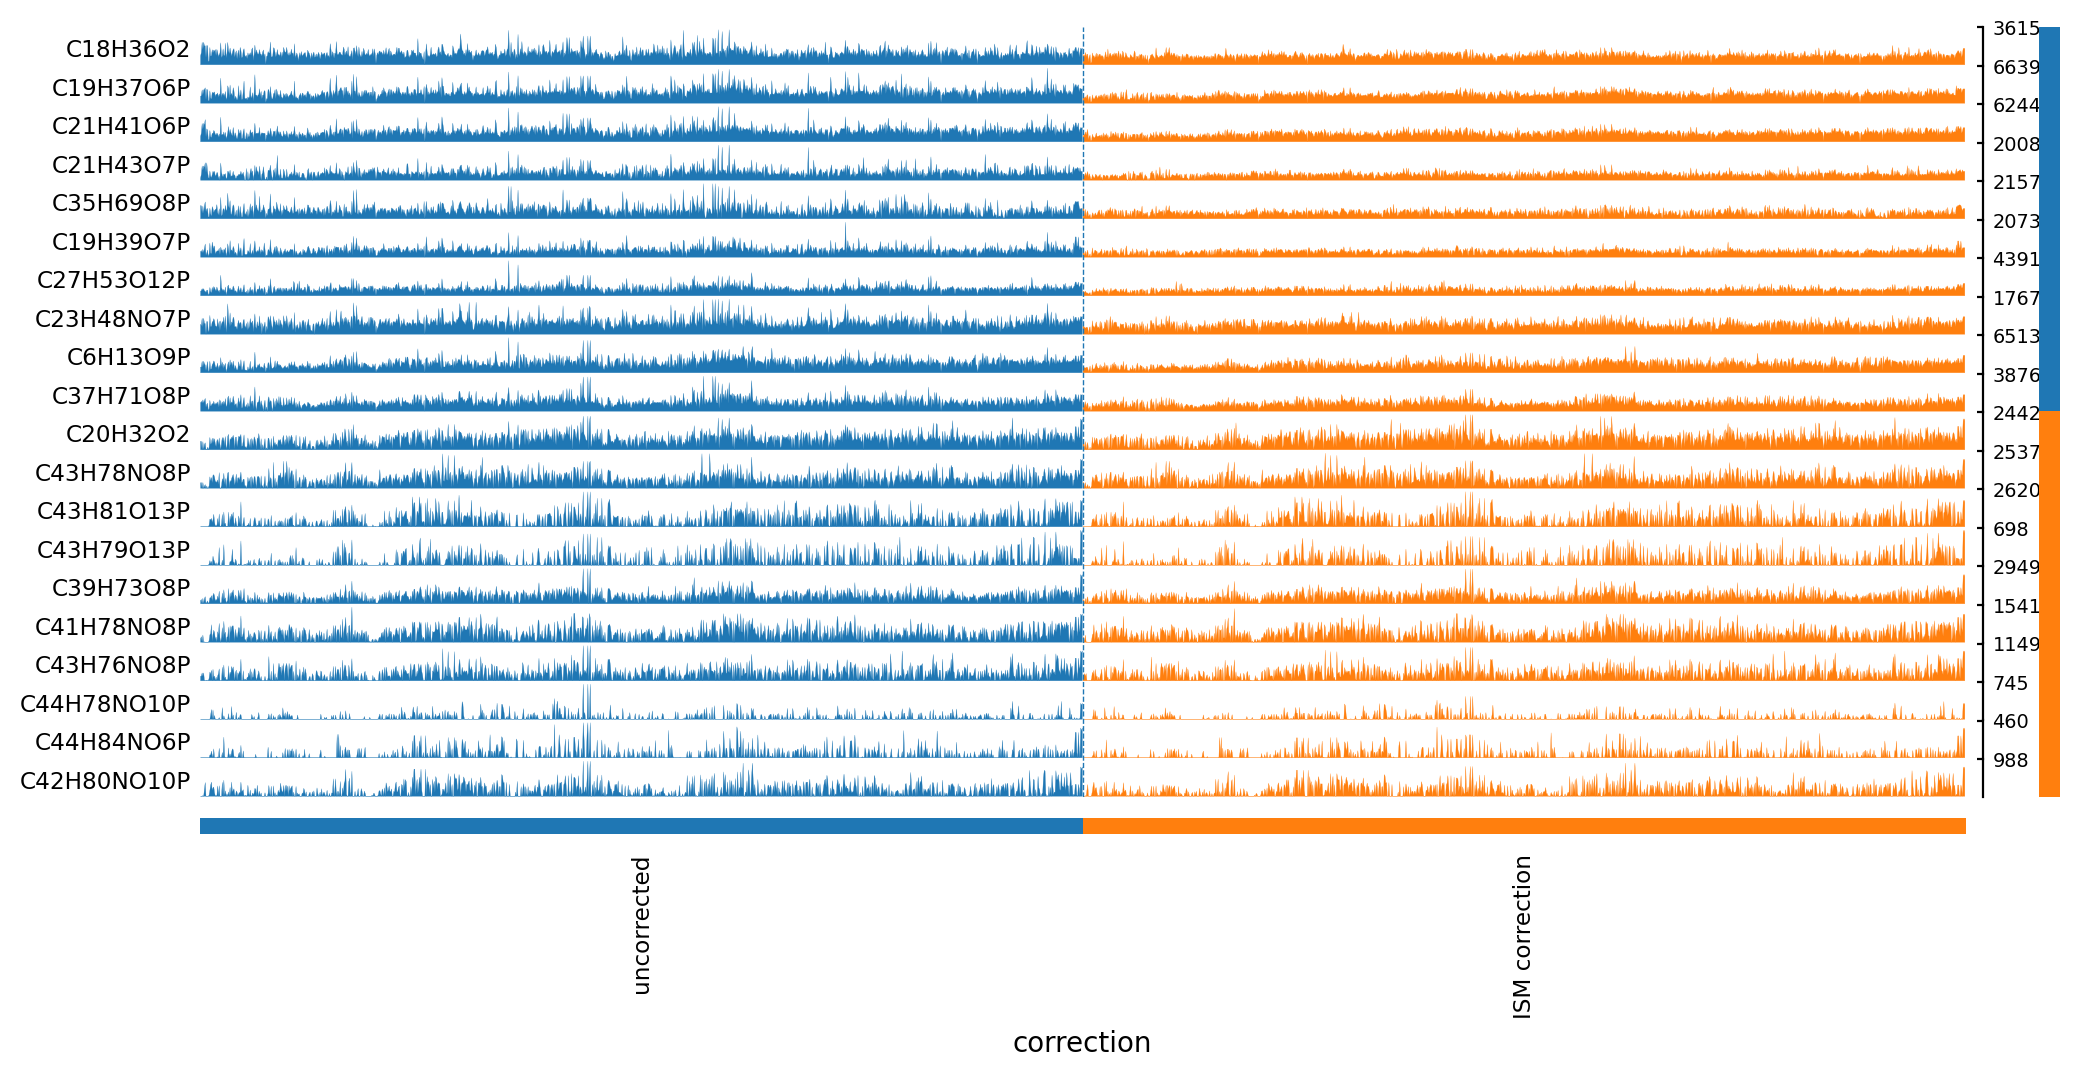 C18H36O2 3615
C19H37O6P 6639
C21H41O6P 6244
C21H43O7P 2008
C35H69O8P 2157
C19H39O7P 2073
C27H53O12P 4391
C23H48NO7P 1767
C6H13O9P 6513
C37H71O8P 3876
C20H32O2 2442
C43H78NO8P 2537
C43H81O13P 2620
C43H79O13P 698
C39H73O8P 2949
C41H78NO8P 1541
C43H76NO8P 1149
C44H78NO10P 745
C44H84NO6P 460
C42H80NO10P 988
uncorrected
ISM correction
correction